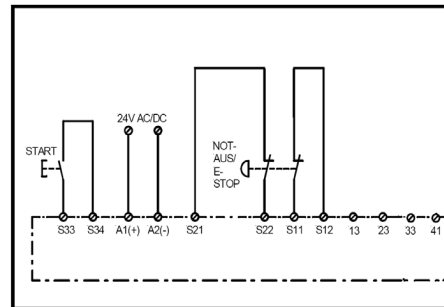 24V AC/DC
START
NOT-
AUS/
E-
STOP
S33 S34 A1(+) A2(-) S21 S22 S11 S12 13 23 33 41